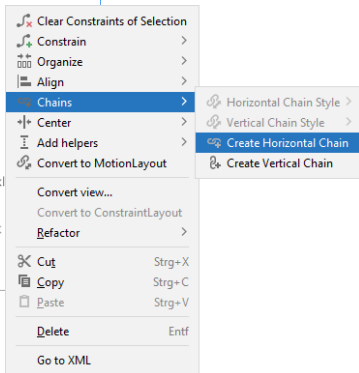 Clear Constraints of Selection
Constrain
Organize
Align
Chains
Horizontal Chain Style
Center
Vertical Chain Style
Add helpers
Create Horizontal Chain
Convert to MotionLayout
Create Vertical Chain
Convert view...
Convert to ConstraintLayout
Refactor
Cut Strg+X
Copy Strg+C
Paste Strg+V
Delete Entf
Go to XML